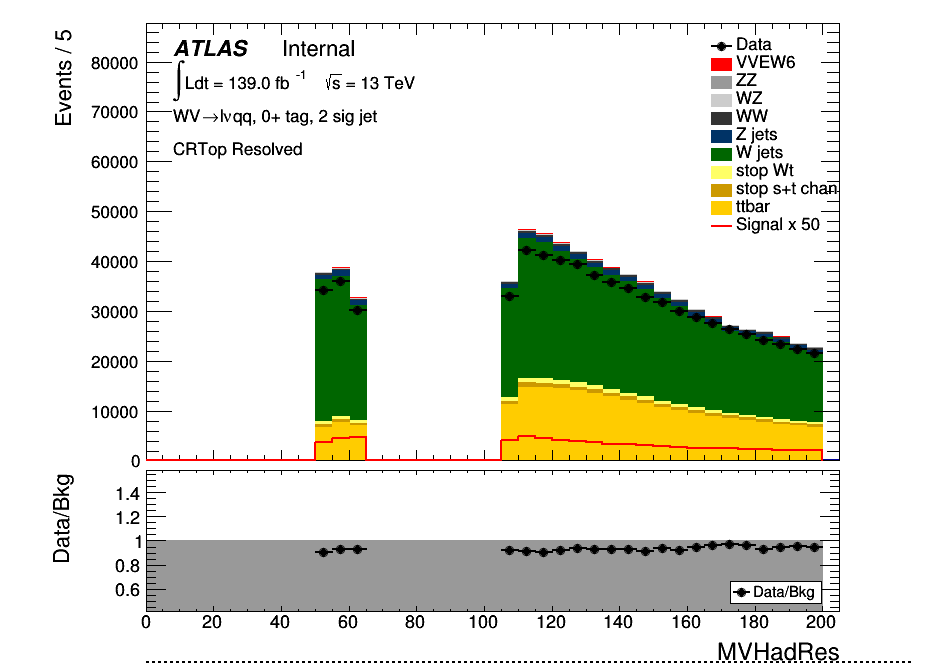 Events / 5
80000
70000
60000
50000
40000
30000
20000
10000
0
ATLAS Internal
∫Ldt = 139.0 fb⁻¹ √s = 13 TeV
WV→lνqq, 0+ tag, 2 sig jet
CRTop Resolved
Data
VVEW6
ZZ
WZ
WW
Z jets
W jets
stop Wt
stop s+t chan
ttbar
Signal x 50
Data/Bkg
1.4
1.2
1
0.8
0.6
Data/Bkg
0 20 40 60 80 100 120 140 160 180 200
MVHadRes